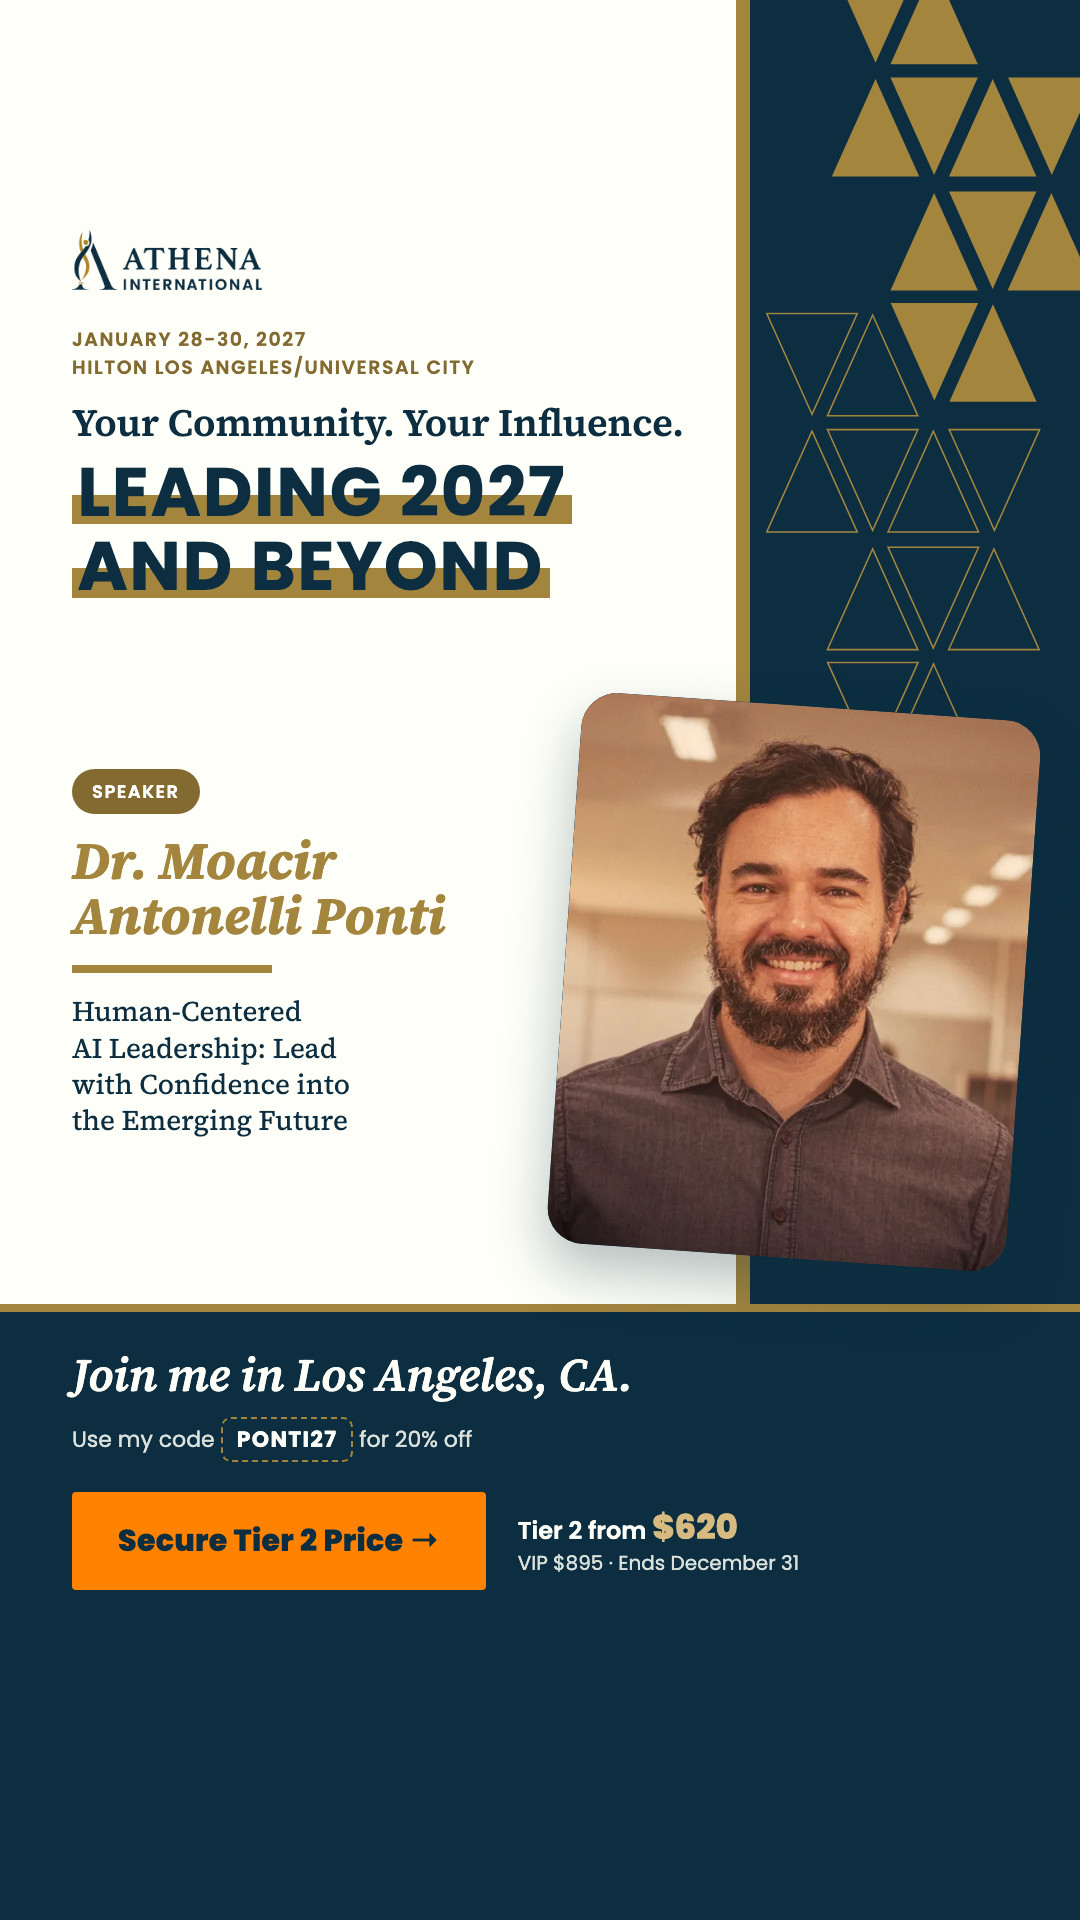 ATHENA
INTERNATIONAL
JANUARY 28-30, 2027
HILTON LOS ANGELES/UNIVERSAL CITY
Your Community. Your Influence.
LEADING 2027
AND BEYOND
SPEAKER
Dr. Moacir
Antonelli Ponti
Human-Centered
AI Leadership: Lead
with Confidence into
the Emerging Future
Join me in Los Angeles, CA.
Use my code PONTI27 for 20% off
Secure Tier 2 Price →
Tier 2 from $620
VIP $895 · Ends December 31